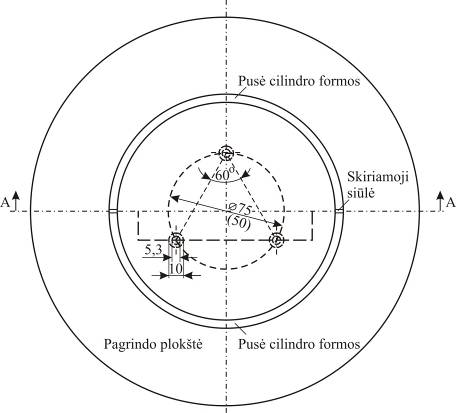 Pusė cilindro formos
60°
Skiriamoji
siūlė
A
A
⌀75
(50)
5,3
10
Pagrindo plokštė
Pusė cilindro formos